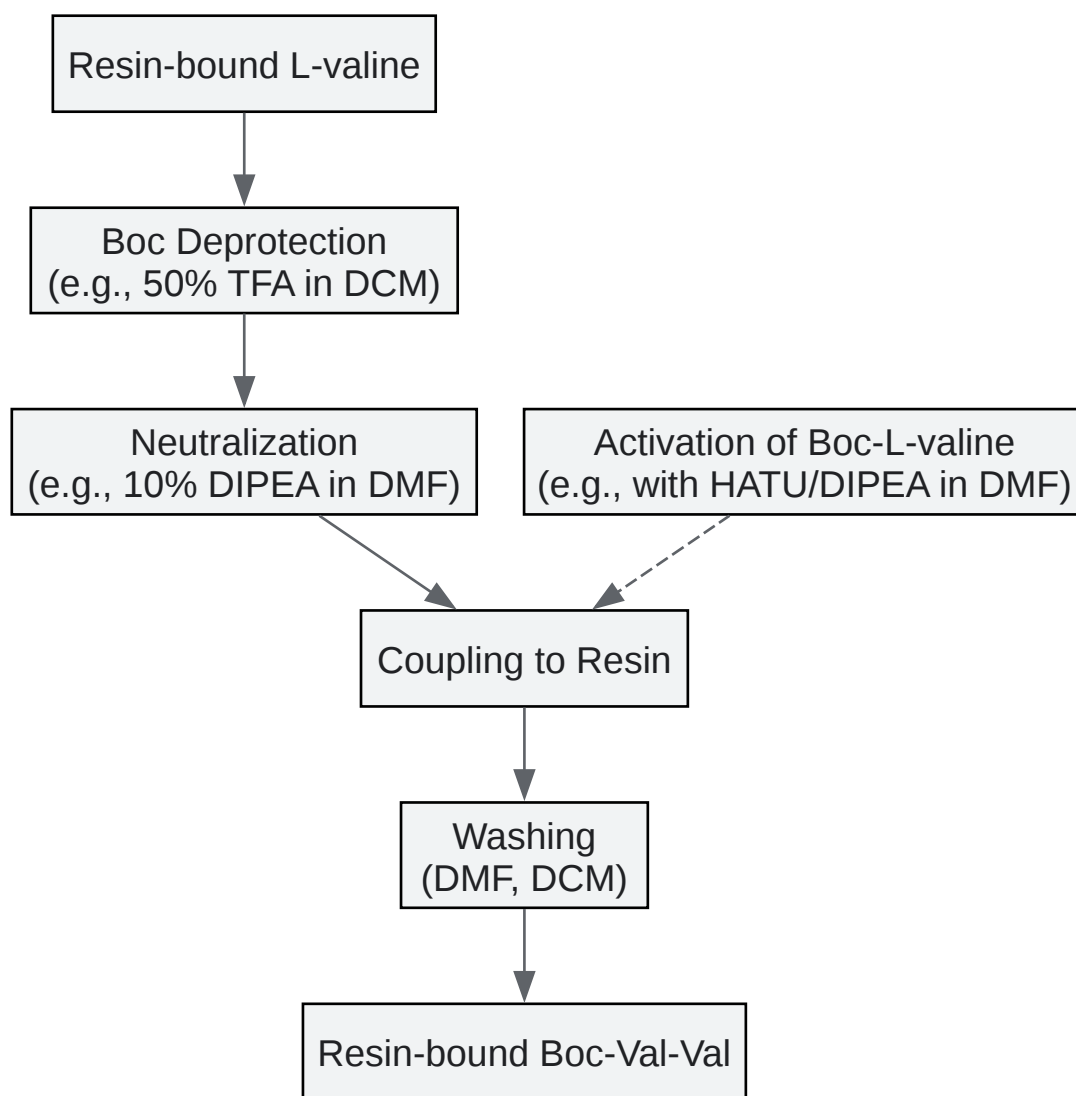 Resin-bound L-valine
Boc Deprotection
(e.g., 50% TFA in DCM)
Neutralization
(e.g., 10% DIPEA in DMF)
Activation of Boc-L-valine
(e.g., with HATU/DIPEA in DMF)
Coupling to Resin
Washing
(DMF, DCM)
Resin-bound Boc-Val-Val